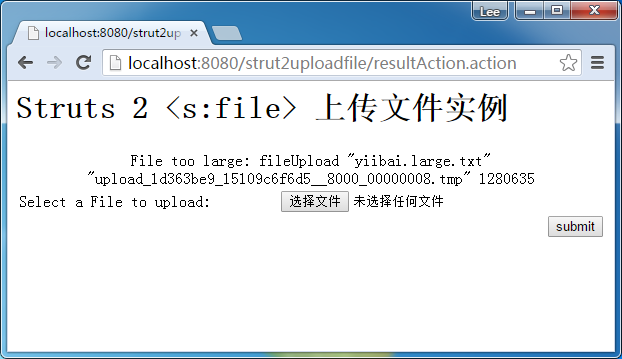 Lee
localhost:8080/strut2up
localhost:8080/strut2uploadfile/resultAction.action
Struts 2 <s:file> 上传文件实例
File too large: fileUpload "yiibai.large.txt"
"upload_1d363be9_15109c6f6d5__8000_00000008.tmp" 1280635
Select a File to upload: 选择文件 未选择任何文件
submit